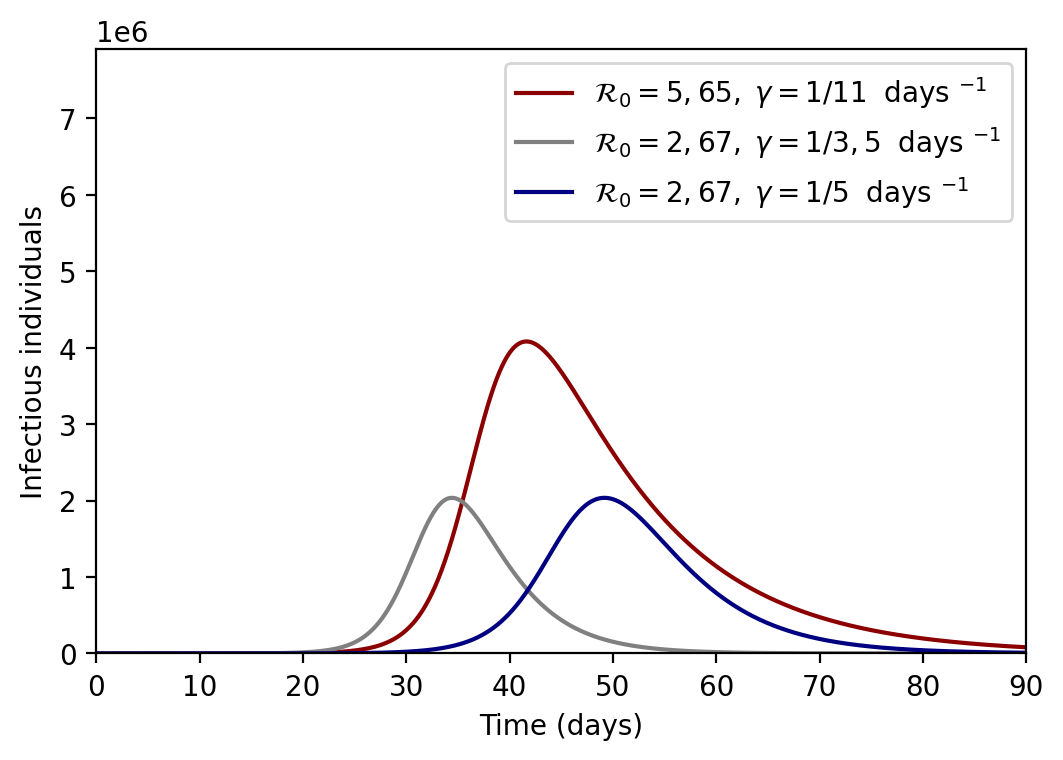 1e6
7
6
5
4
3
2
1
0
Infectious individuals
ℛ₀ = 5, 65, γ = 1/11 days ⁻¹
ℛ₀ = 2, 67, γ = 1/3, 5 days ⁻¹
ℛ₀ = 2, 67, γ = 1/5 days ⁻¹
0 10 20 30 40 50 60 70 80 90
Time (days)